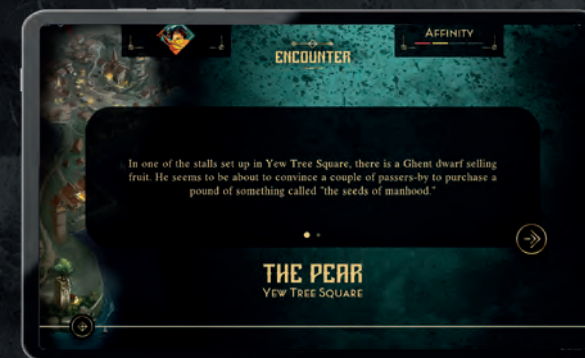 AFFINITY
ENCOUNTER
In one of the stalls set up in Yew Tree Square, there is a Ghent dwarf selling
fruit. He seems to be about to convince a couple of passers-by to purchase a
pound of something called "the seeds of manhood."
THE PEAR
YEW TREE SQUARE